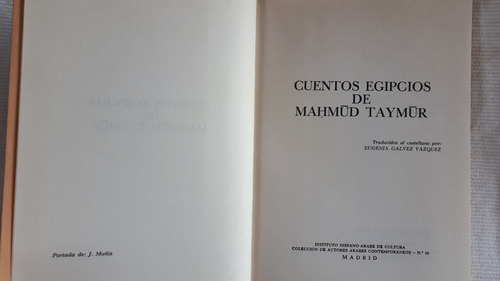 Portada de: J. Muñiz
CUENTOS EGIPCIOS
DE
MAḤMŪD TAYMŪR
Traducidos al castellano por:
EUGENIA GALVEZ VAZQUEZ
INSTITUTO HISPANO-ARABE DE CULTURA
COLECCION DE AUTORES ARABES CONTEMPORANEOS - N.º
MADRID